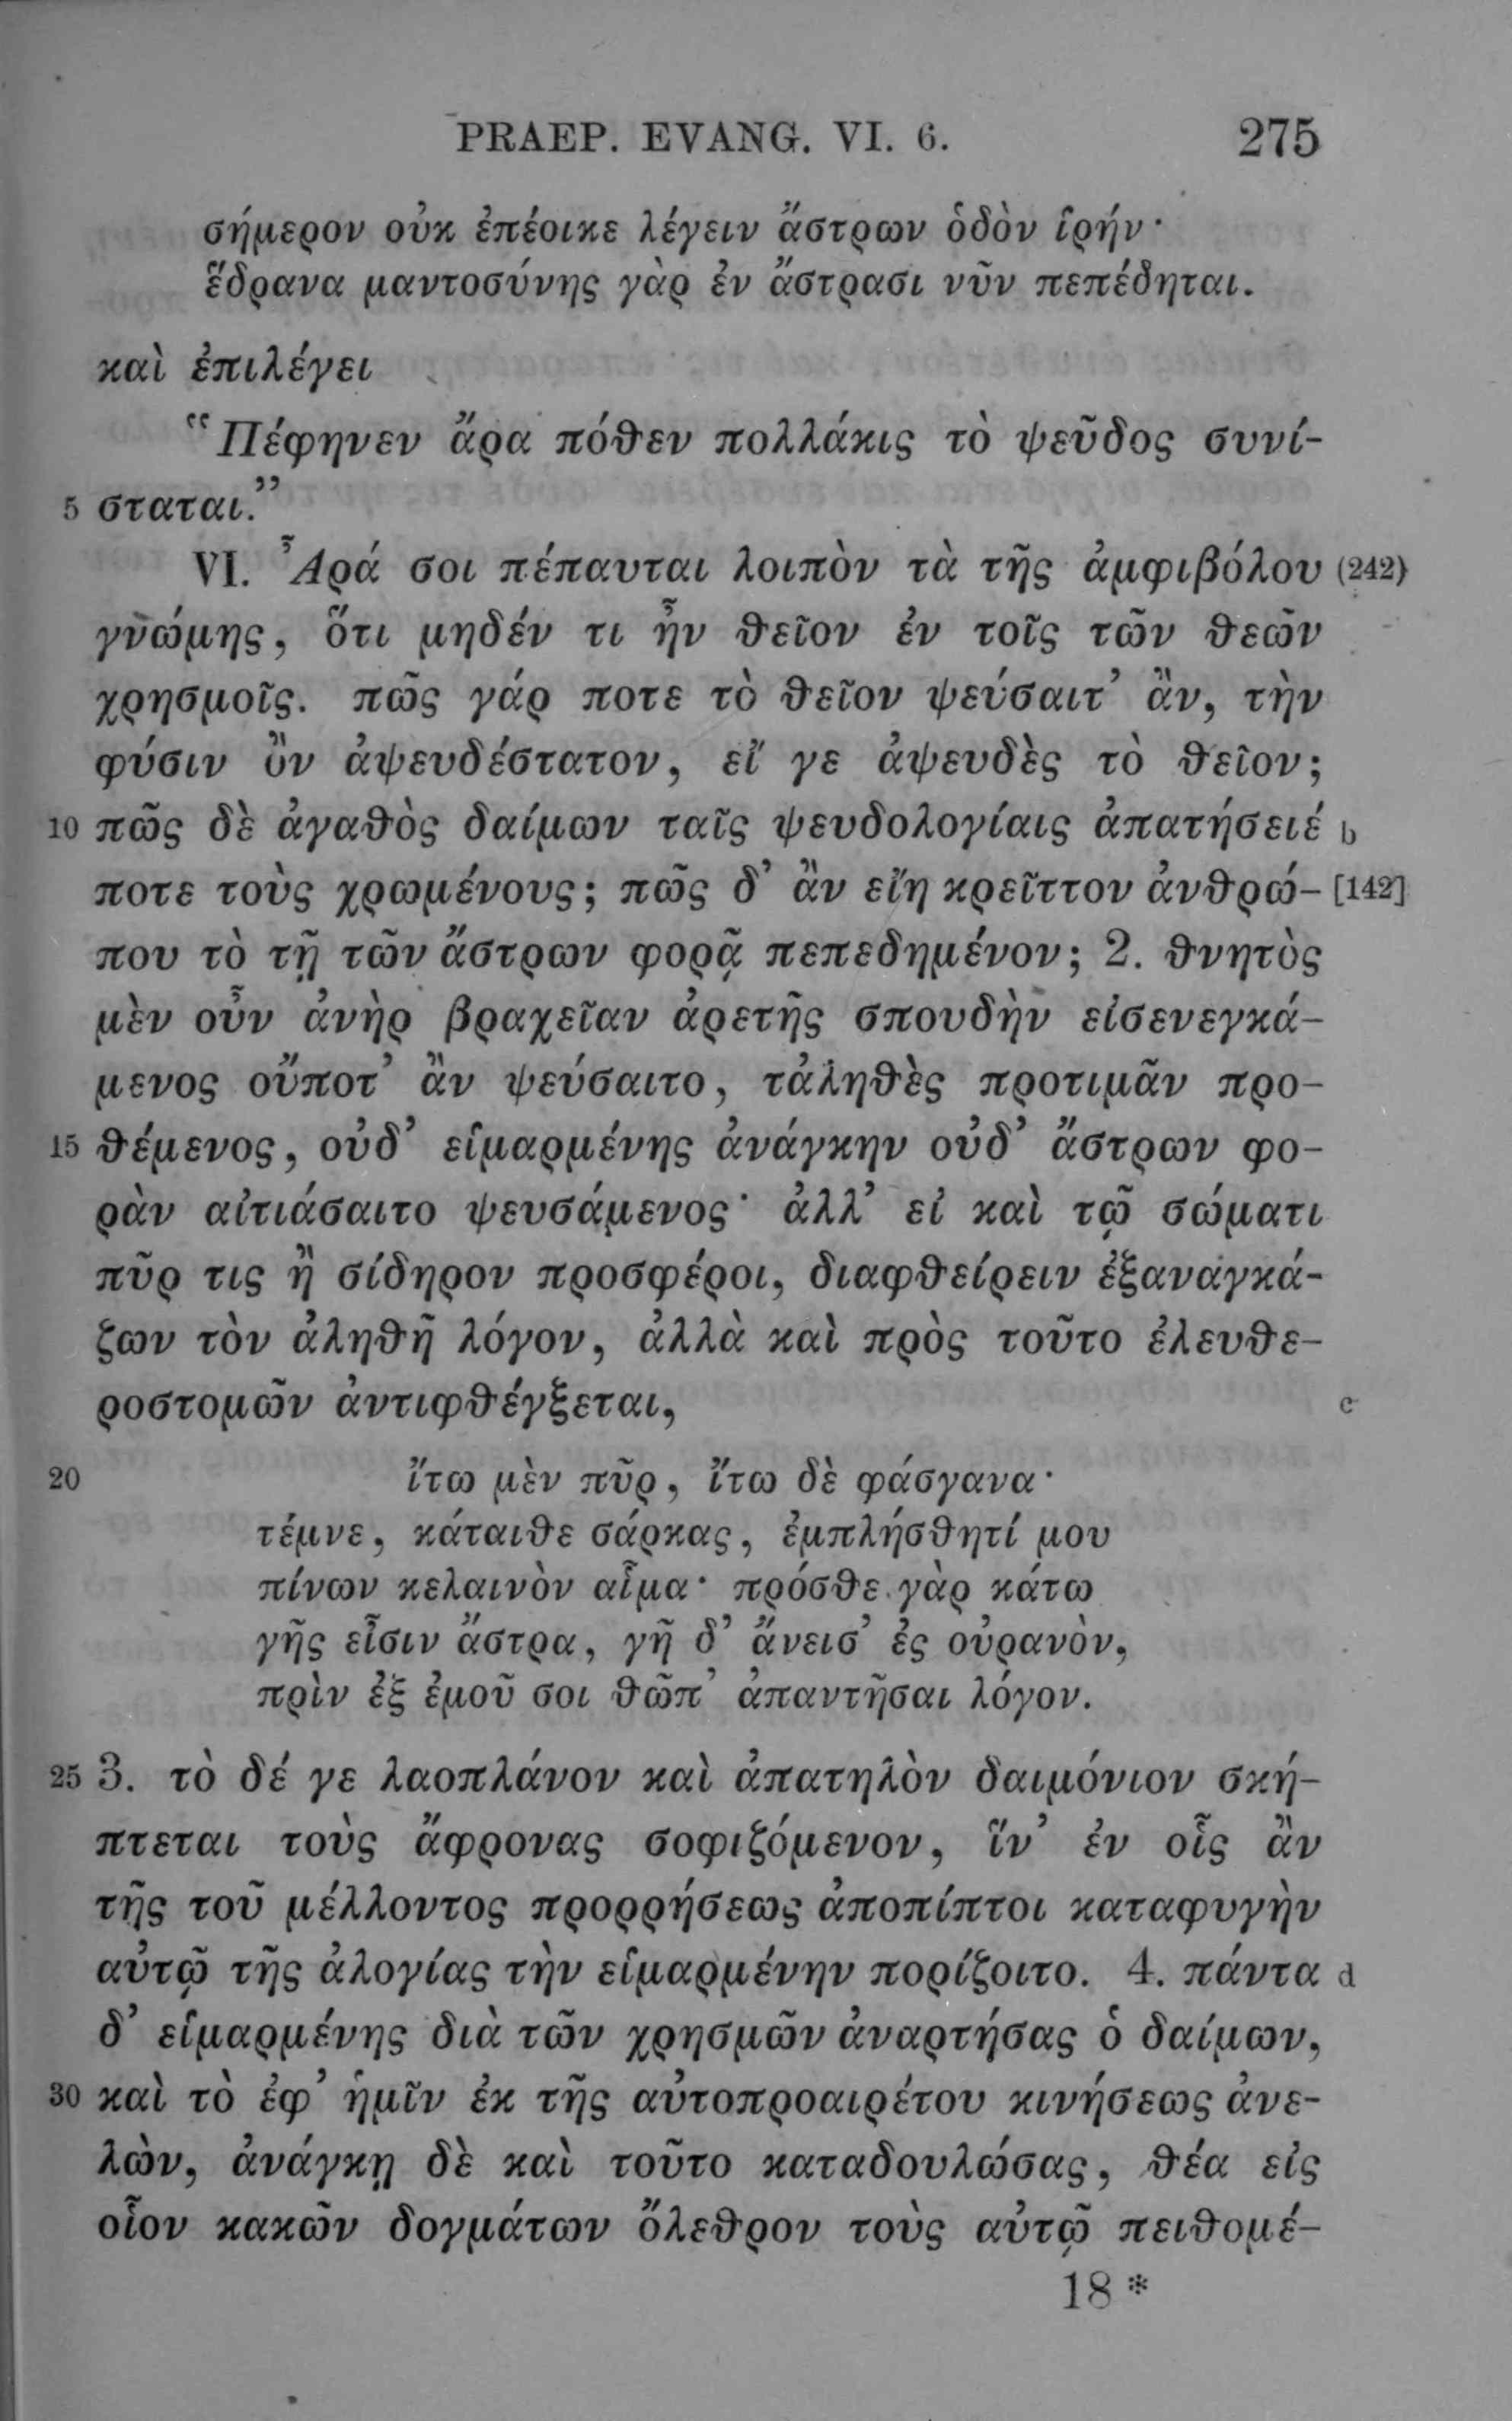 PRAEP. EVANG. VI. 6. 275
σήμερον οὐκ ἐπέοικε λέγειν ἄστρων ὁδὸν ἱρήν·
ἕδρανα μαντοσύνης γὰρ ἐν ἄστρασι νῦν πεπέδηται.
καὶ ἐπιλέγει
“Πέφηνεν ἄρα πόθεν πολλάκις τὸ ψεῦδος συνί-
5 σταται.”
VI. Ἆρά σοι πέπαυται λοιπὸν τὰ τῆς ἀμφιβόλου (242)
γνώμης, ὅτι μηδέν τι ἦν θεῖον ἐν τοῖς τῶν θεῶν
χρησμοῖς. πῶς γάρ ποτε τὸ θεῖον ψεύσαιτ’ ἂν, τὴν
φύσιν ὂν ἀψευδέστατον, εἴ γε ἀψευδὲς τὸ θεῖον;
10 πῶς δὲ ἀγαθὸς δαίμων ταῖς ψευδολογίαις ἀπατήσειέ b
ποτε τοὺς χρωμένους; πῶς δ’ ἂν εἴη κρεῖττον ἀνθρώ- [142]
που τὸ τῇ τῶν ἄστρων φορᾷ πεπεδημένον; 2. θνητὸς
μὲν οὖν ἀνὴρ βραχεῖαν ἀρετῆς σπουδὴν εἰσενεγκά-
μενος οὔποτ’ ἂν ψεύσαιτο, τἀληθὲς προτιμᾶν προ-
15 θέμενος, οὐδ’ εἱμαρμένης ἀνάγκην οὐδ’ ἄστρων φο-
ρὰν αἰτιάσαιτο ψευσάμενος· ἀλλ’ εἰ καὶ τῷ σώματι
πῦρ τις ἢ σίδηρον προσφέροι, διαφθείρειν ἐξαναγκά-
ζων τὸν ἀληθῆ λόγον, ἀλλὰ καὶ πρὸς τοῦτο ἐλευθε-
ροστομῶν ἀντιφθέγξεται, c
20 ἴτω μὲν πῦρ, ἴτω δὲ φάσγανα·
τέμνε, κάταιθε σάρκας, ἐμπλήσθητί μου
πίνων κελαινὸν αἷμα· πρόσθε γὰρ κάτω
γῆς εἶσιν ἄστρα, γῆ δ’ ἄνεισ’ ἐς οὐρανὸν,
πρὶν ἐξ ἐμοῦ σοι θῶπ’ ἀπαντῆσαι λόγον.
25 3. τὸ δέ γε λαοπλάνον καὶ ἀπατηλὸν δαιμόνιον σκή-
πτεται τοὺς ἄφρονας σοφιζόμενον, ἵν’ ἐν οἷς ἂν
τῆς τοῦ μέλλοντος προρρήσεως ἀποπίπτοι καταφυγὴν
αὐτῷ τῆς ἀλογίας τὴν εἱμαρμένην πορίζοιτο. 4. πάντα d
δ’ εἱμαρμένης διὰ τῶν χρησμῶν ἀναρτήσας ὁ δαίμων,
30 καὶ τὸ ἐφ’ ἡμῖν ἐκ τῆς αὐτοπροαιρέτου κινήσεως ἀνε-
λὼν, ἀνάγκῃ δὲ καὶ τοῦτο καταδουλώσας, θέα εἰς
οἷον κακῶν δογμάτων ὄλεθρον τοὺς αὐτῷ πειθομέ-
18*